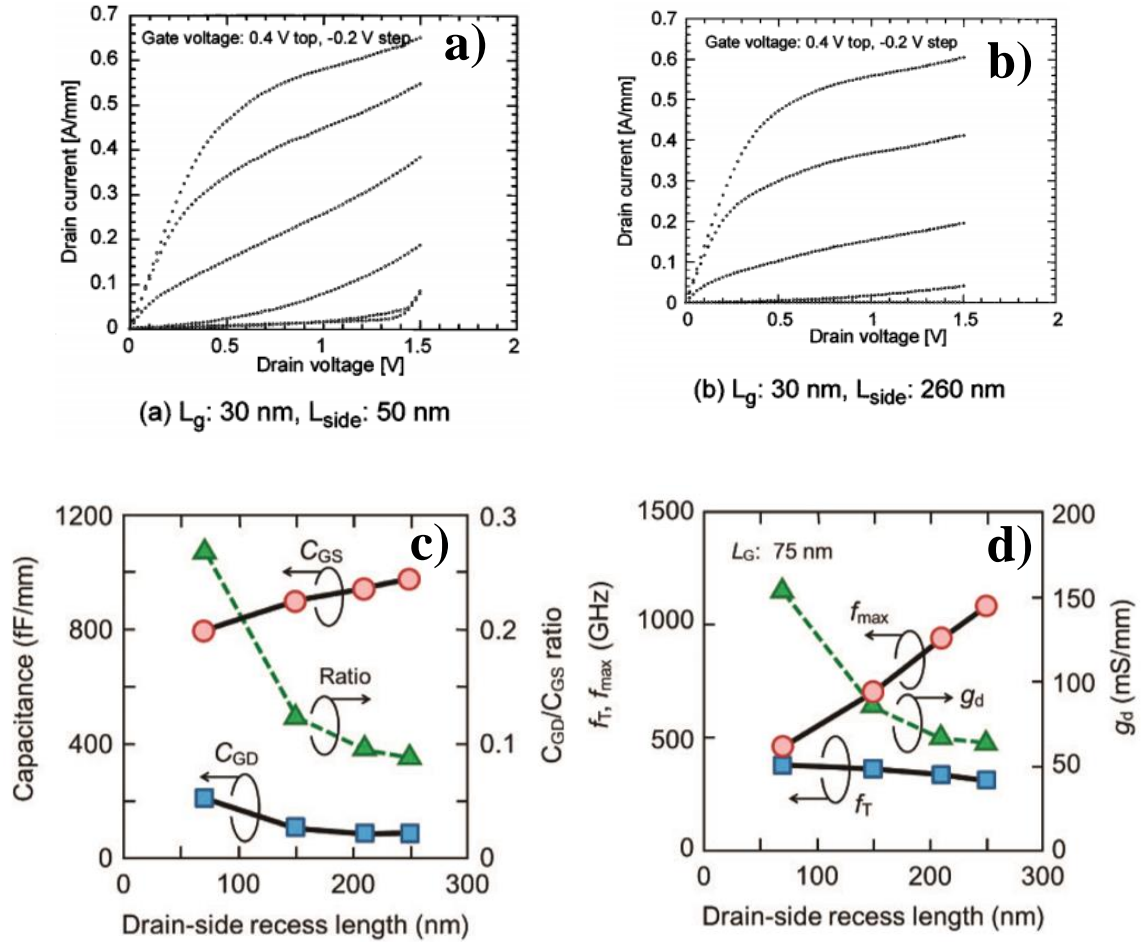 a)
Gate voltage: 0.4 V top, -0.2 V step
Drain current [A/mm]
0.7
0.6
0.5
0.4
0.3
0.2
0.1
0
0 0.5 1 1.5 2
Drain voltage [V]
(a) Lg: 30 nm, Lside: 50 nm
b)
Gate voltage: 0.4 V top, -0.2 V step
Drain current [A/mm]
0.7
0.6
0.5
0.4
0.3
0.2
0.1
0
0 0.5 1 1.5 2
Drain voltage [V]
(b) Lg: 30 nm, Lside: 260 nm
c)
Capacitance (fF/mm)
1200
800
400
0
CGS
Ratio
CGD
0.3
0.2
0.1
0
CGD/CGS ratio
0 100 200 300
Drain-side recess length (nm)
d)
LG: 75 nm
fT, fmax (GHz)
1500
1000
500
0
fmax
gd
fT
200
150
100
50
0
gd (mS/mm)
0 100 200 300
Drain-side recess length (nm)